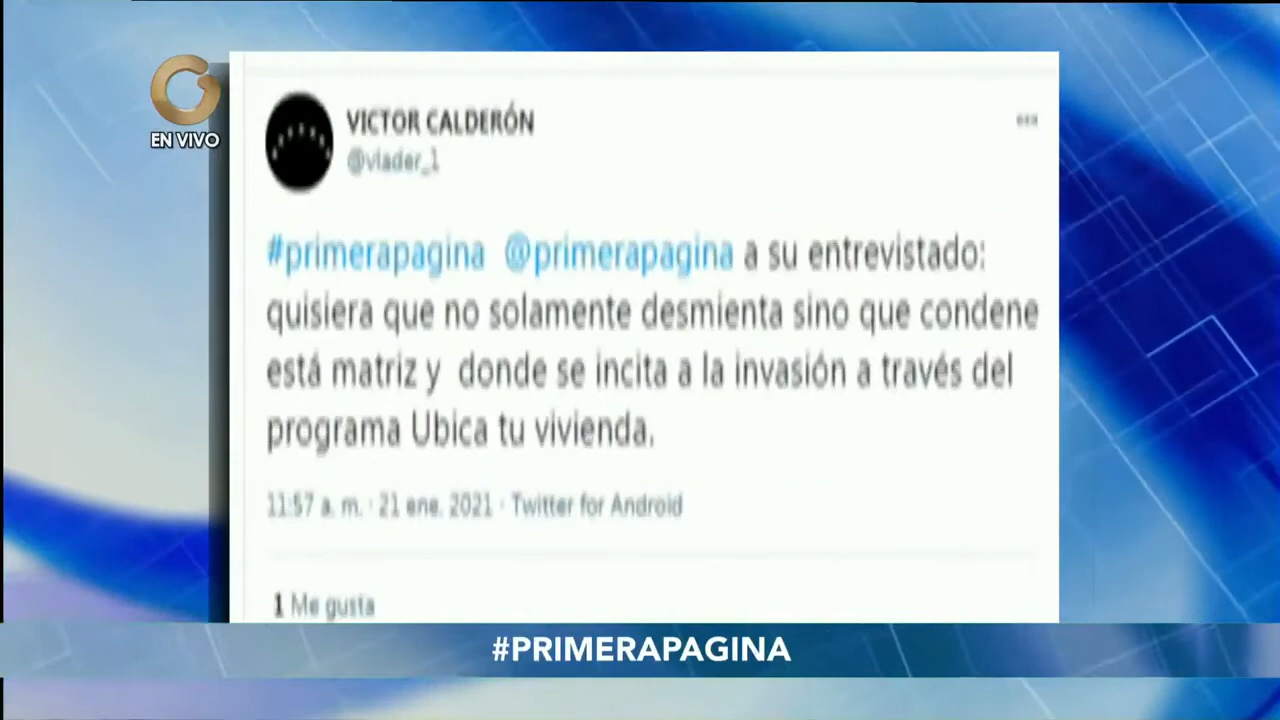 EN VIVO
VICTOR CALDERÓN
@vlader_1
#primerapagina @primerapagina a su entrevistado:
quisiera que no solamente desmienta sino que condene
está matriz y donde se incita a la invasión a través del
programa Ubica tu vivienda.
11:57 a. m. · 21 ene. 2021 · Twitter for Android
1 Me gusta
#PRIMERAPAGINA